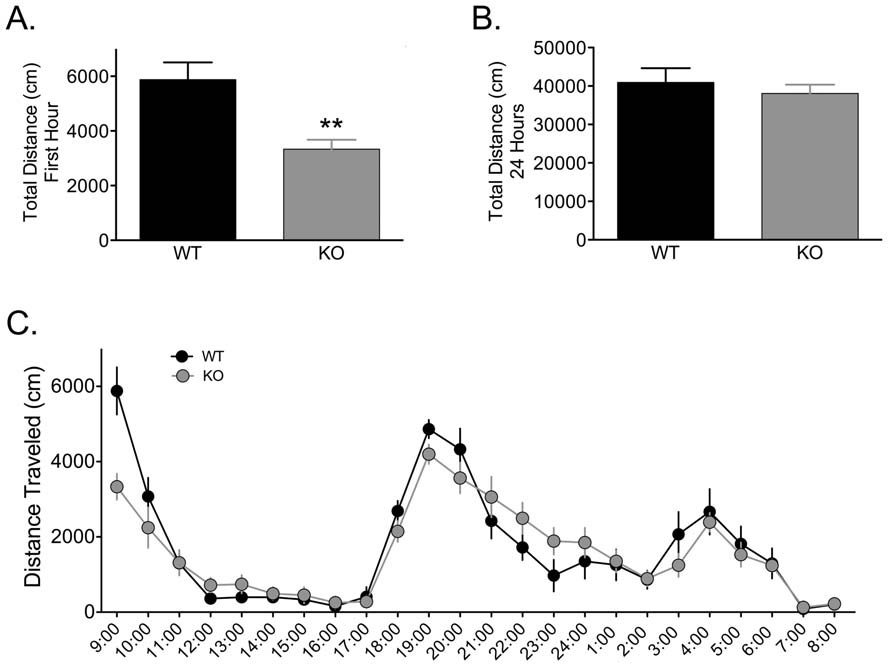 A.
Total Distance (cm)
First Hour
6000
4000
2000
0
**
WT
KO
B.
Total Distance (cm)
24 Hours
50000
40000
30000
20000
10000
0
WT
KO
C.
Distance Traveled (cm)
6000
4000
2000
0
WT
KO
9:00
10:00
11:00
12:00
13:00
14:00
15:00
16:00
17:00
18:00
19:00
20:00
21:00
22:00
23:00
24:00
1:00
2:00
3:00
4:00
5:00
6:00
7:00
8:00